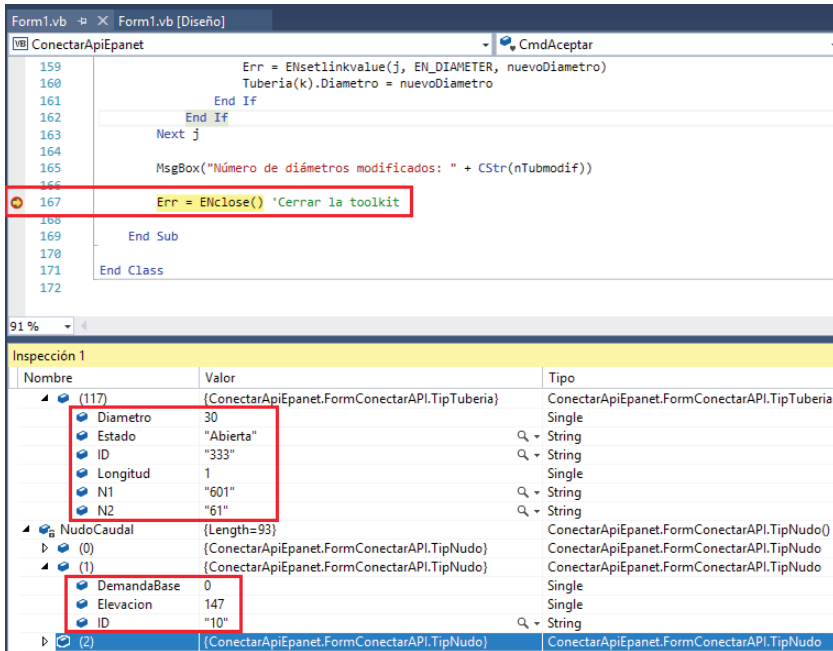 Form1.vb Form1.vb [Diseño]
VB ConectarApiEpanet CmdAceptar
159 Err = ENsetlinkvalue(j, EN_DIAMETER, nuevoDiametro)
160 Tuberia(k).Diametro = nuevoDiametro
161 End If
162 End If
163 Next j
164
165 MsgBox("Número de diámetros modificados: " + CStr(nTubmodif))
166
167 Err = ENclose() 'Cerrar la toolkit
168
169 End Sub
170
171 End Class
172
91 %
Inspección 1
Nombre Valor Tipo
(117) {ConectarApiEpanet.FormConectarAPI.TipTuberia} ConectarApiEpanet.FormConectarAPI.TipTuberia
Diametro 30 Single
Estado "Abierta" String
ID "333" String
Longitud 1 Single
N1 "601" String
N2 "61" String
NudoCaudal {Length=93} ConectarApiEpanet.FormConectarAPI.TipNudo()
(0) {ConectarApiEpanet.FormConectarAPI.TipNudo} ConectarApiEpanet.FormConectarAPI.TipNudo
(1) {ConectarApiEpanet.FormConectarAPI.TipNudo} ConectarApiEpanet.FormConectarAPI.TipNudo
DemandaBase 0 Single
Elevacion 147 Single
ID "10" String
(2) {ConectarApiEpanet.FormConectarAPI.TipNudo} ConectarApiEpanet.FormConectarAPI.TipNudo